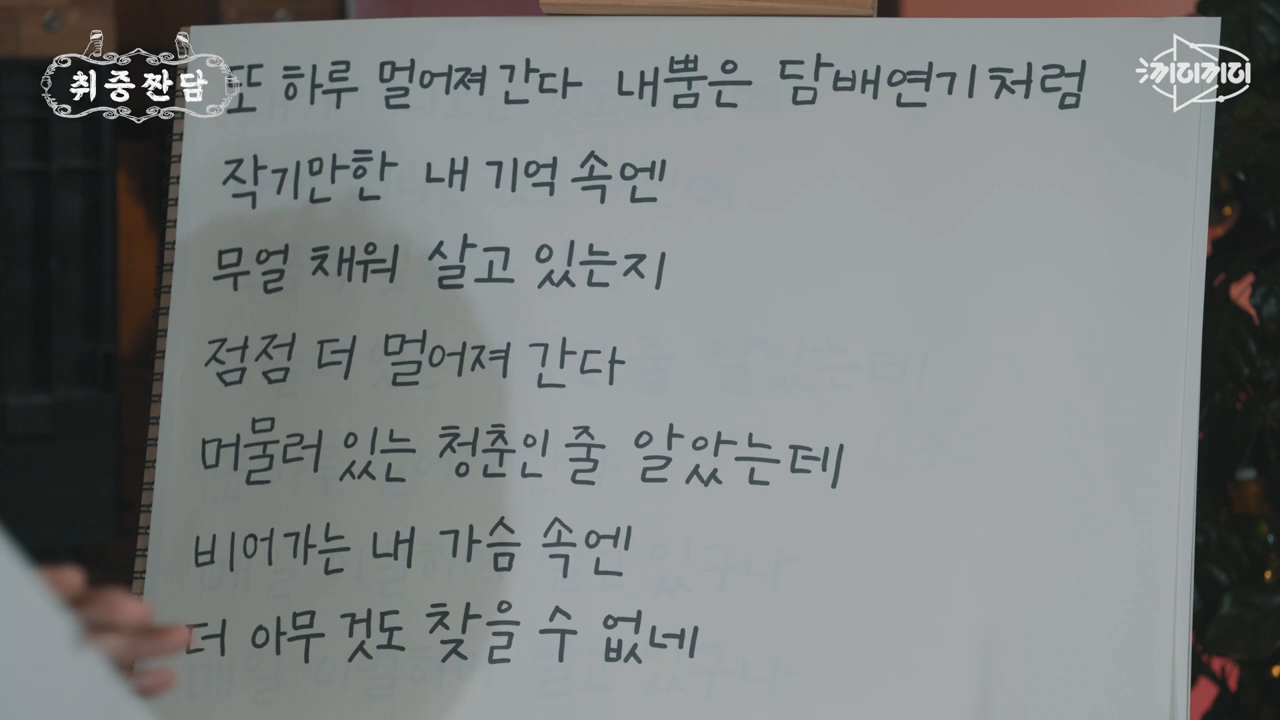 취중짠담
끼리끼리
또 하루 멀어져 간다 내뿜은 담배연기처럼
작기만한 내 기억 속엔
무얼 채워 살고 있는지
점점 더 멀어져 간다
머물러 있는 청춘인 줄 알았는데
비어가는 내 가슴 속엔
더 아무 것도 찾을 수 없네